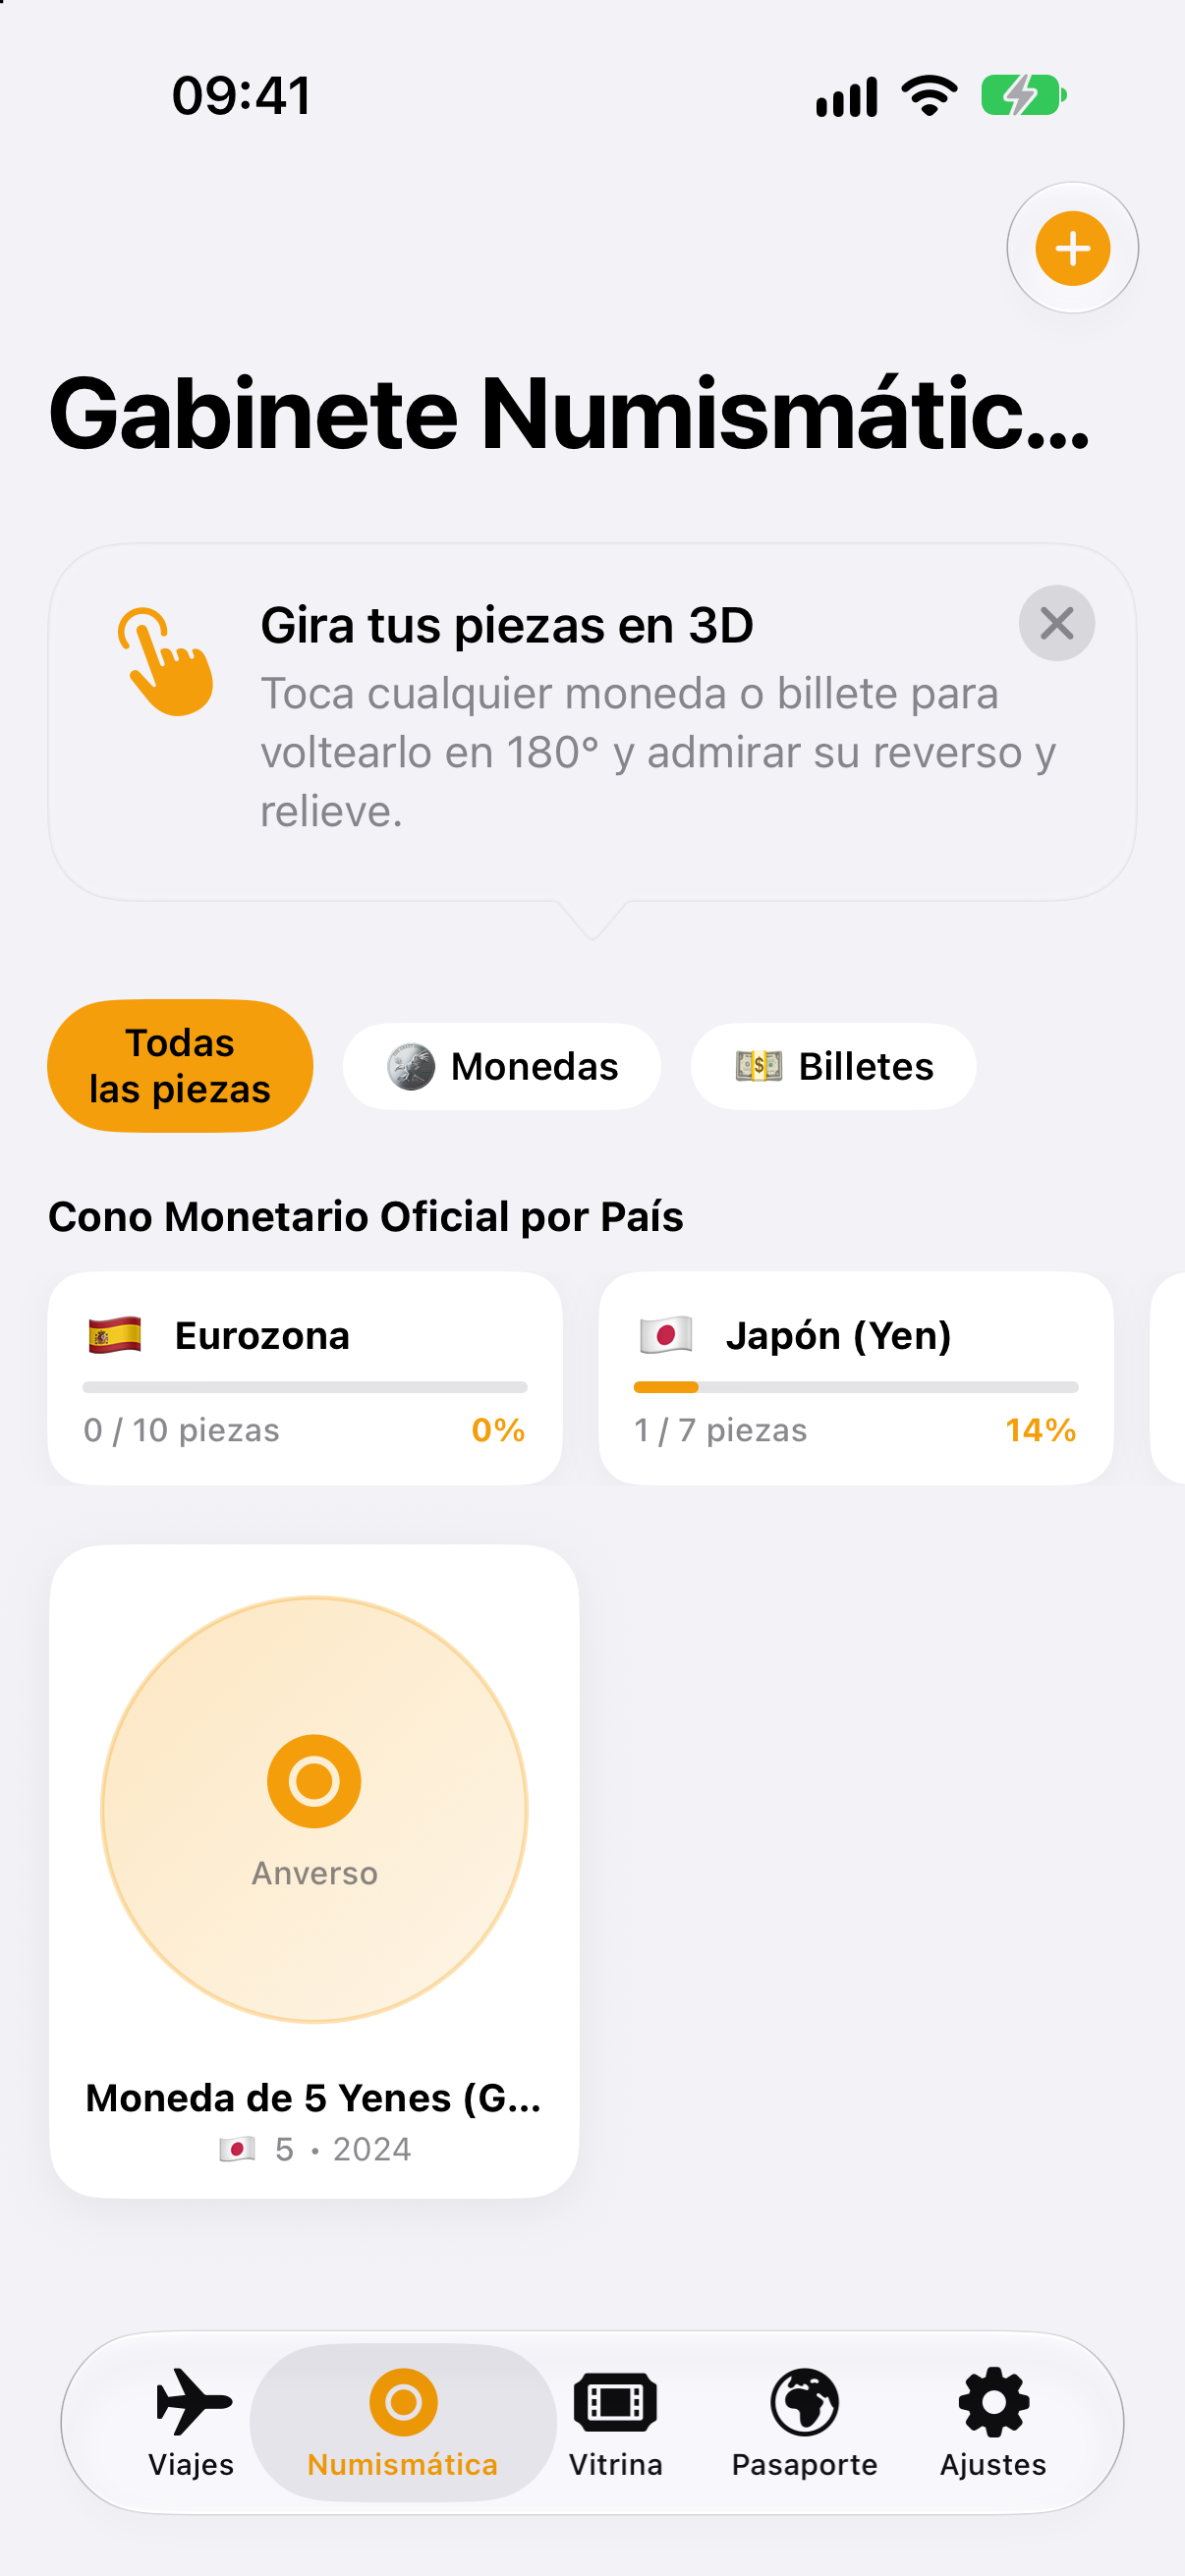 09:41
Gabinete Numismátic...
Gira tus piezas en 3D
Toca cualquier moneda o billete para
voltearlo en 180° y admirar su reverso y
relieve.
Todas
las piezas
Monedas
Billetes
Cono Monetario Oficial por País
Eurozona
0 / 10 piezas
0%
Japón (Yen)
1 / 7 piezas
14%
Anverso
Moneda de 5 Yenes (G...
5 • 2024
Viajes
Numismática
Vitrina
Pasaporte
Ajustes